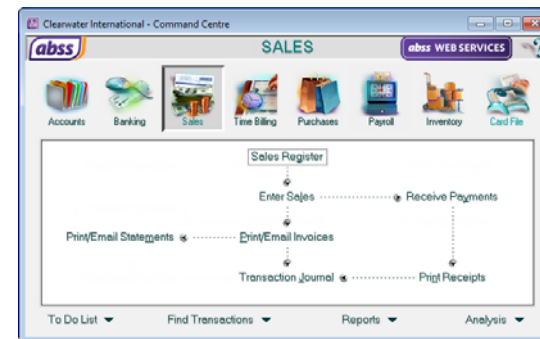 Clearwater International - Command Centre
abss
SALES
abss WEB SERVICES
Accounts Banking Sales Time Billing Purchases Payroll Inventory Card File
Sales Register
Enter Sales Receive Payments
Print/Email Statements Print/Email Invoices
Transaction Journal Print Receipts
To Do List Find Transactions Reports Analysis